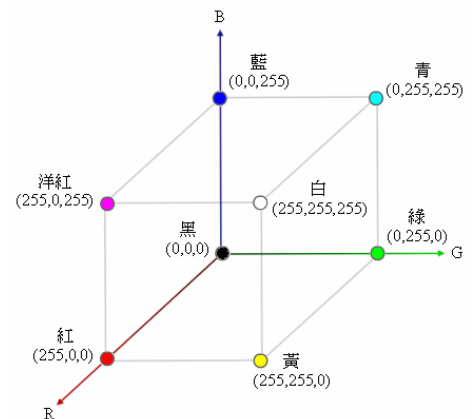 B
藍
(0,0,255)
青
(0,255,255)
洋紅
(255,0,255)
白
(255,255,255)
黑
(0,0,0)
綠
(0,255,0)
G
紅
(255,0,0)
黃
(255,255,0)
R